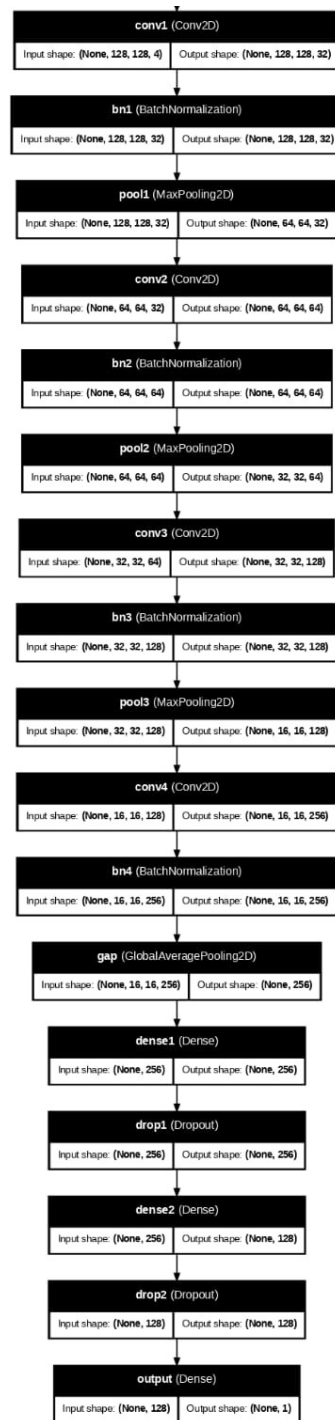 conv1 (Conv2D)
Input shape: (None, 128, 128, 4) Output shape: (None, 128, 128, 32)
bn1 (BatchNormalization)
Input shape: (None, 128, 128, 32) Output shape: (None, 128, 128, 32)
pool1 (MaxPooling2D)
Input shape: (None, 128, 128, 32) Output shape: (None, 64, 64, 32)
conv2 (Conv2D)
Input shape: (None, 64, 64, 32) Output shape: (None, 64, 64, 64)
bn2 (BatchNormalization)
Input shape: (None, 64, 64, 64) Output shape: (None, 64, 64, 64)
pool2 (MaxPooling2D)
Input shape: (None, 64, 64, 64) Output shape: (None, 32, 32, 64)
conv3 (Conv2D)
Input shape: (None, 32, 32, 64) Output shape: (None, 32, 32, 128)
bn3 (BatchNormalization)
Input shape: (None, 32, 32, 128) Output shape: (None, 32, 32, 128)
pool3 (MaxPooling2D)
Input shape: (None, 32, 32, 128) Output shape: (None, 16, 16, 128)
conv4 (Conv2D)
Input shape: (None, 16, 16, 128) Output shape: (None, 16, 16, 256)
bn4 (BatchNormalization)
Input shape: (None, 16, 16, 256) Output shape: (None, 16, 16, 256)
gap (GlobalAveragePooling2D)
Input shape: (None, 16, 16, 256) Output shape: (None, 256)
dense1 (Dense)
Input shape: (None, 256) Output shape: (None, 256)
drop1 (Dropout)
Input shape: (None, 256) Output shape: (None, 256)
dense2 (Dense)
Input shape: (None, 256) Output shape: (None, 128)
drop2 (Dropout)
Input shape: (None, 128) Output shape: (None, 128)
output (Dense)
Input shape: (None, 128) Output shape: (None, 1)